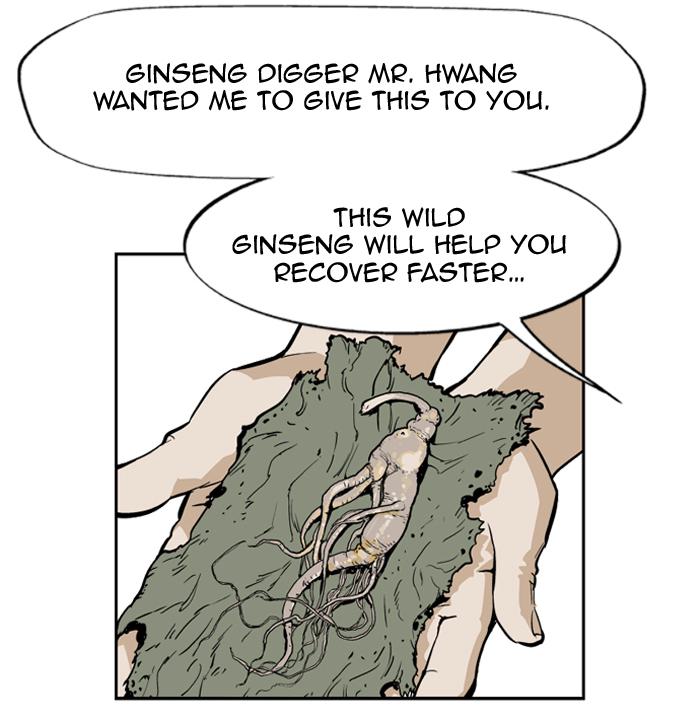 GINSENG DIGGER MR. HWANG
WANTED ME TO GIVE THIS TO YOU.
THIS WILD
GINSENG WILL HELP YOU
RECOVER FASTER...